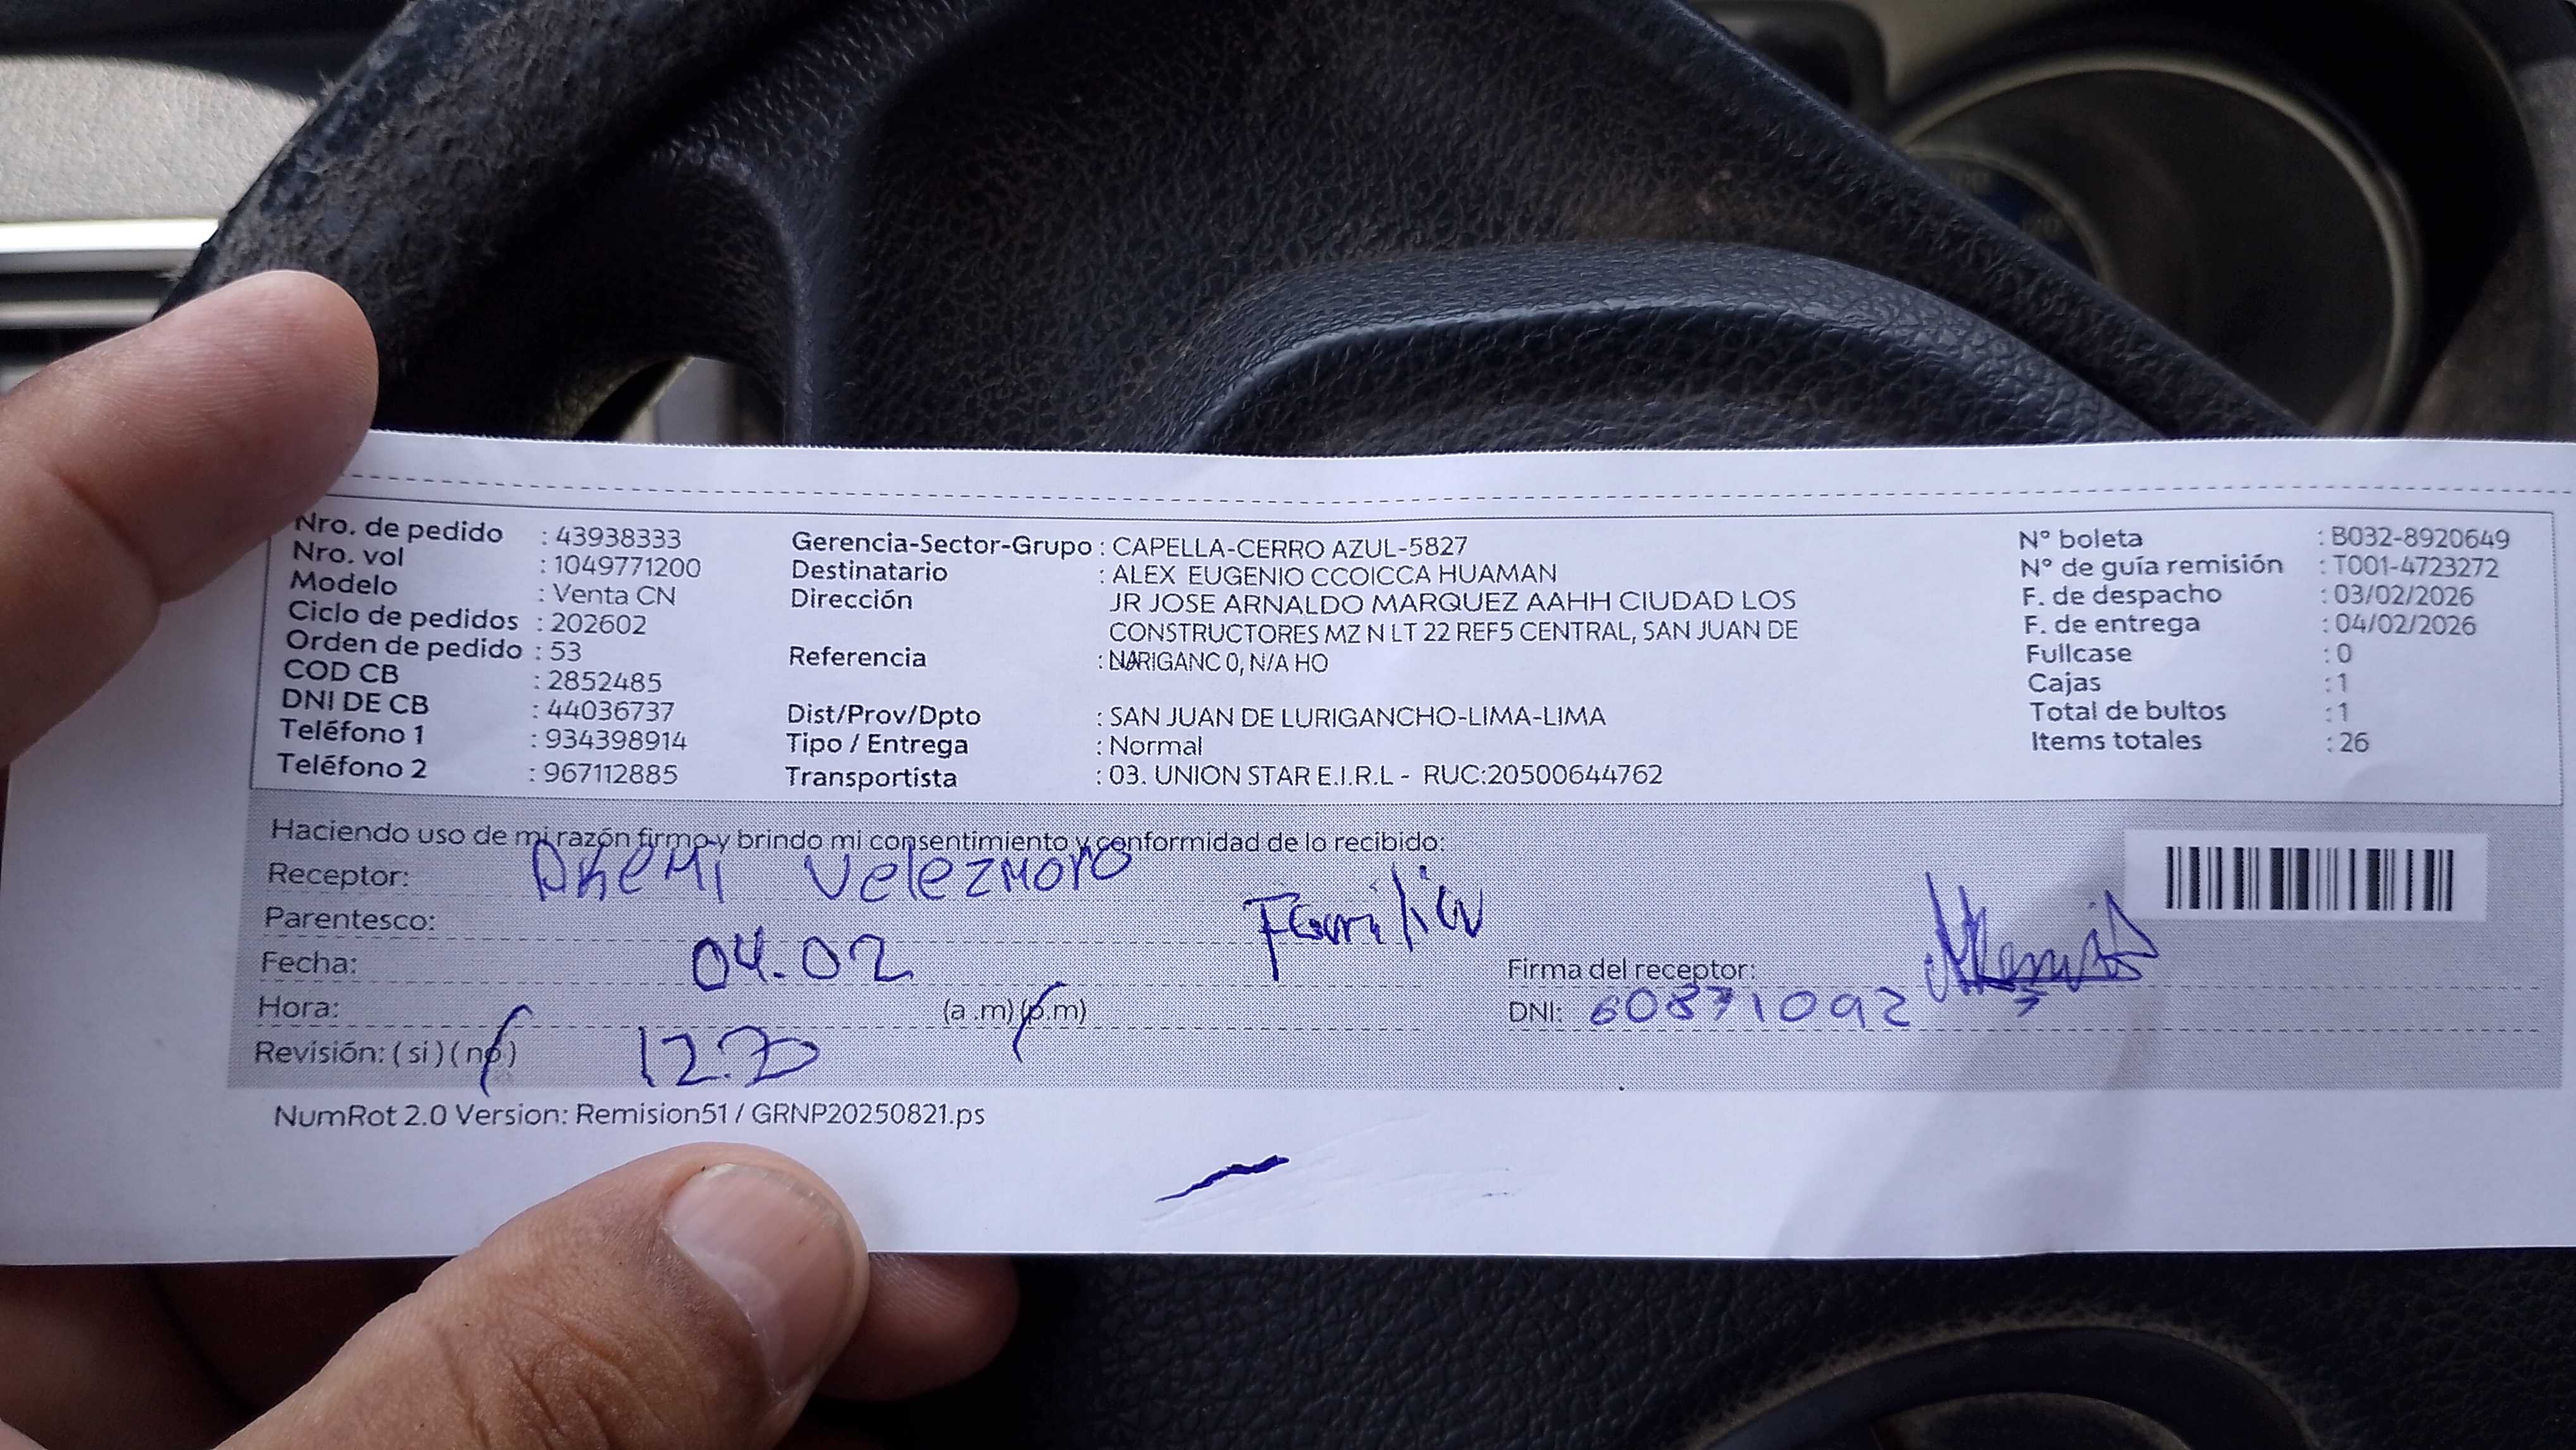 Nro. de pedido : 43938333
Nro. vol : 1049771200
Modelo : Venta CN
Ciclo de pedidos : 202602
Orden de pedido : 53
COD CB : 2852485
DNI DE CB : 44036737
Teléfono 1 : 934398914
Teléfono 2 : 967112885
Gerencia-Sector-Grupo : CAPELLA-CERRO AZUL-5827
Destinatario : ALEX EUGENIO CCOICCA HUAMAN
Dirección JR JOSE ARNALDO MARQUEZ AAHH CIUDAD LOS
CONSTRUCTORES MZ N LT 22 REF5 CENTRAL, SAN JUAN DE
Referencia : 0, N/A HO
Dist/Prov/Dpto : SAN JUAN DE LURIGANCHO-LIMA-LIMA
Tipo / Entrega : Normal
Transportista : 03. UNION STAR E.I.R.L - RUC:20500644762
N° boleta : B032-8920649
N° de guía remisión : T001-4723272
F. de despacho : 03/02/2026
F. de entrega : 04/02/2026
Fullcase : 0
Cajas : 1
Total de bultos : 1
Items totales : 26
Haciendo uso de mi razón firmo y brindo mi consentimiento y conformidad de lo recibido:
Receptor: Akemi Velezmoro
Parentesco: Familia
Fecha: 04.02
Hora: (a.m)(p.m)
Revisión: (si)(no)
Firma del receptor:
DNI: 60871092
NumRot 2.0 Version: Remision51 / GRNP20250821.ps